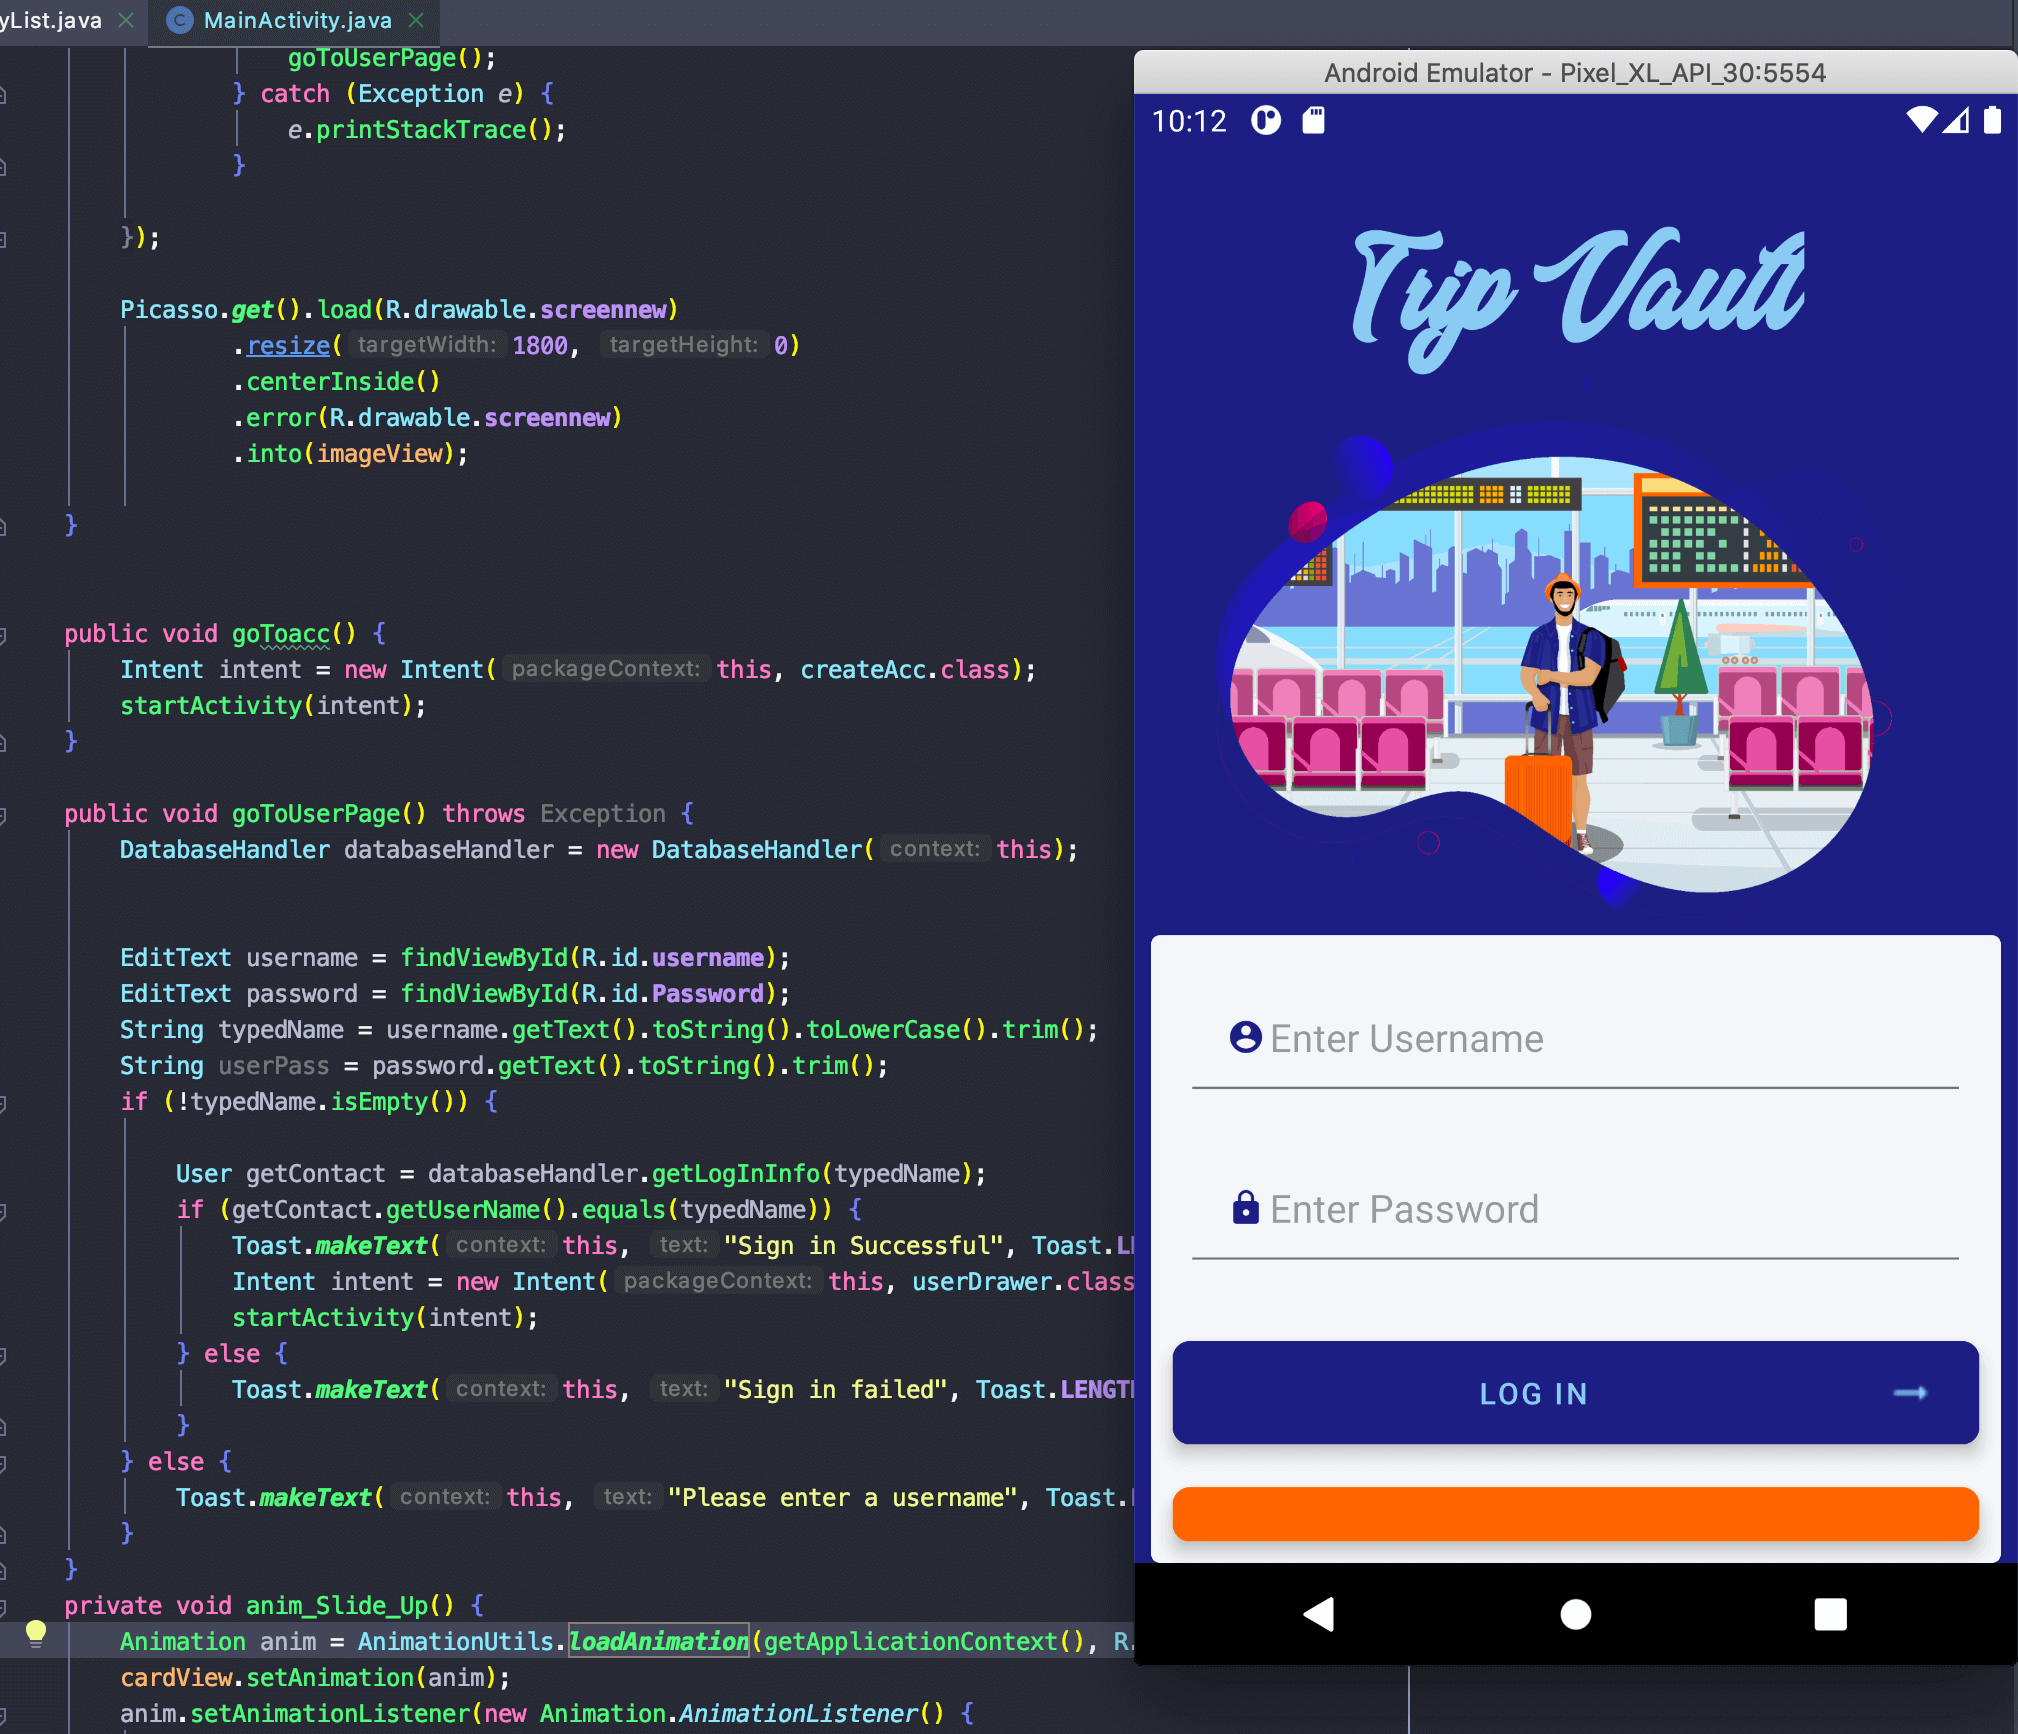 yList.java × MainActivity.java ×
goToUserPage();
} catch (Exception e) {
e.printStackTrace();
}
});
Picasso.get().load(R.drawable.screennew)
.resize( targetWidth: 1800, targetHeight: 0)
.centerInside()
.error(R.drawable.screennew)
.into(imageView);
}
public void goToacc() {
Intent intent = new Intent( packageContext: this, createAcc.class);
startActivity(intent);
}
public void goToUserPage() throws Exception {
DatabaseHandler databaseHandler = new DatabaseHandler( context: this);
EditText username = findViewById(R.id.username);
EditText password = findViewById(R.id.Password);
String typedName = username.getText().toString().toLowerCase().trim();
String userPass = password.getText().toString().trim();
if (!typedName.isEmpty()) {
User getContact = databaseHandler.getLogInInfo(typedName);
if (getContact.getUserName().equals(typedName)) {
Toast.makeText( context: this, text: "Sign in Successful", Toast.L
Intent intent = new Intent( packageContext: this, userDrawer.class
startActivity(intent);
} else {
Toast.makeText( context: this, text: "Sign in failed", Toast.LENGT
}
} else {
Toast.makeText( context: this, text: "Please enter a username", Toast.
}
}
private void anim_Slide_Up() {
Animation anim = AnimationUtils.loadAnimation(getApplicationContext(), R.
cardView.setAnimation(anim);
anim.setAnimationListener(new Animation.AnimationListener() {
Android Emulator - Pixel_XL_API_30:5554
10:12
Trip Vault
Enter Username
Enter Password
LOG IN